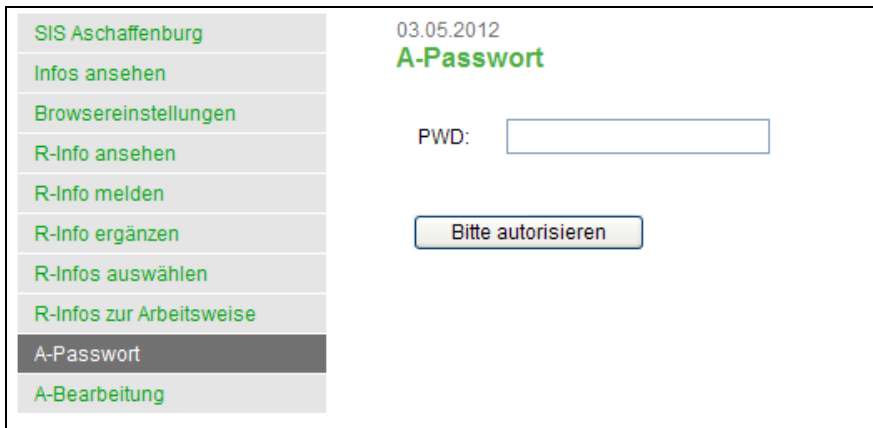 SIS Aschaffenburg
Infos ansehen
Browsereinstellungen
R-Info ansehen
R-Info melden
R-Info ergänzen
R-Infos auswählen
R-Infos zur Arbeitsweise
A-Passwort
A-Bearbeitung
03.05.2012
A-Passwort
PWD:
Bitte autorisieren